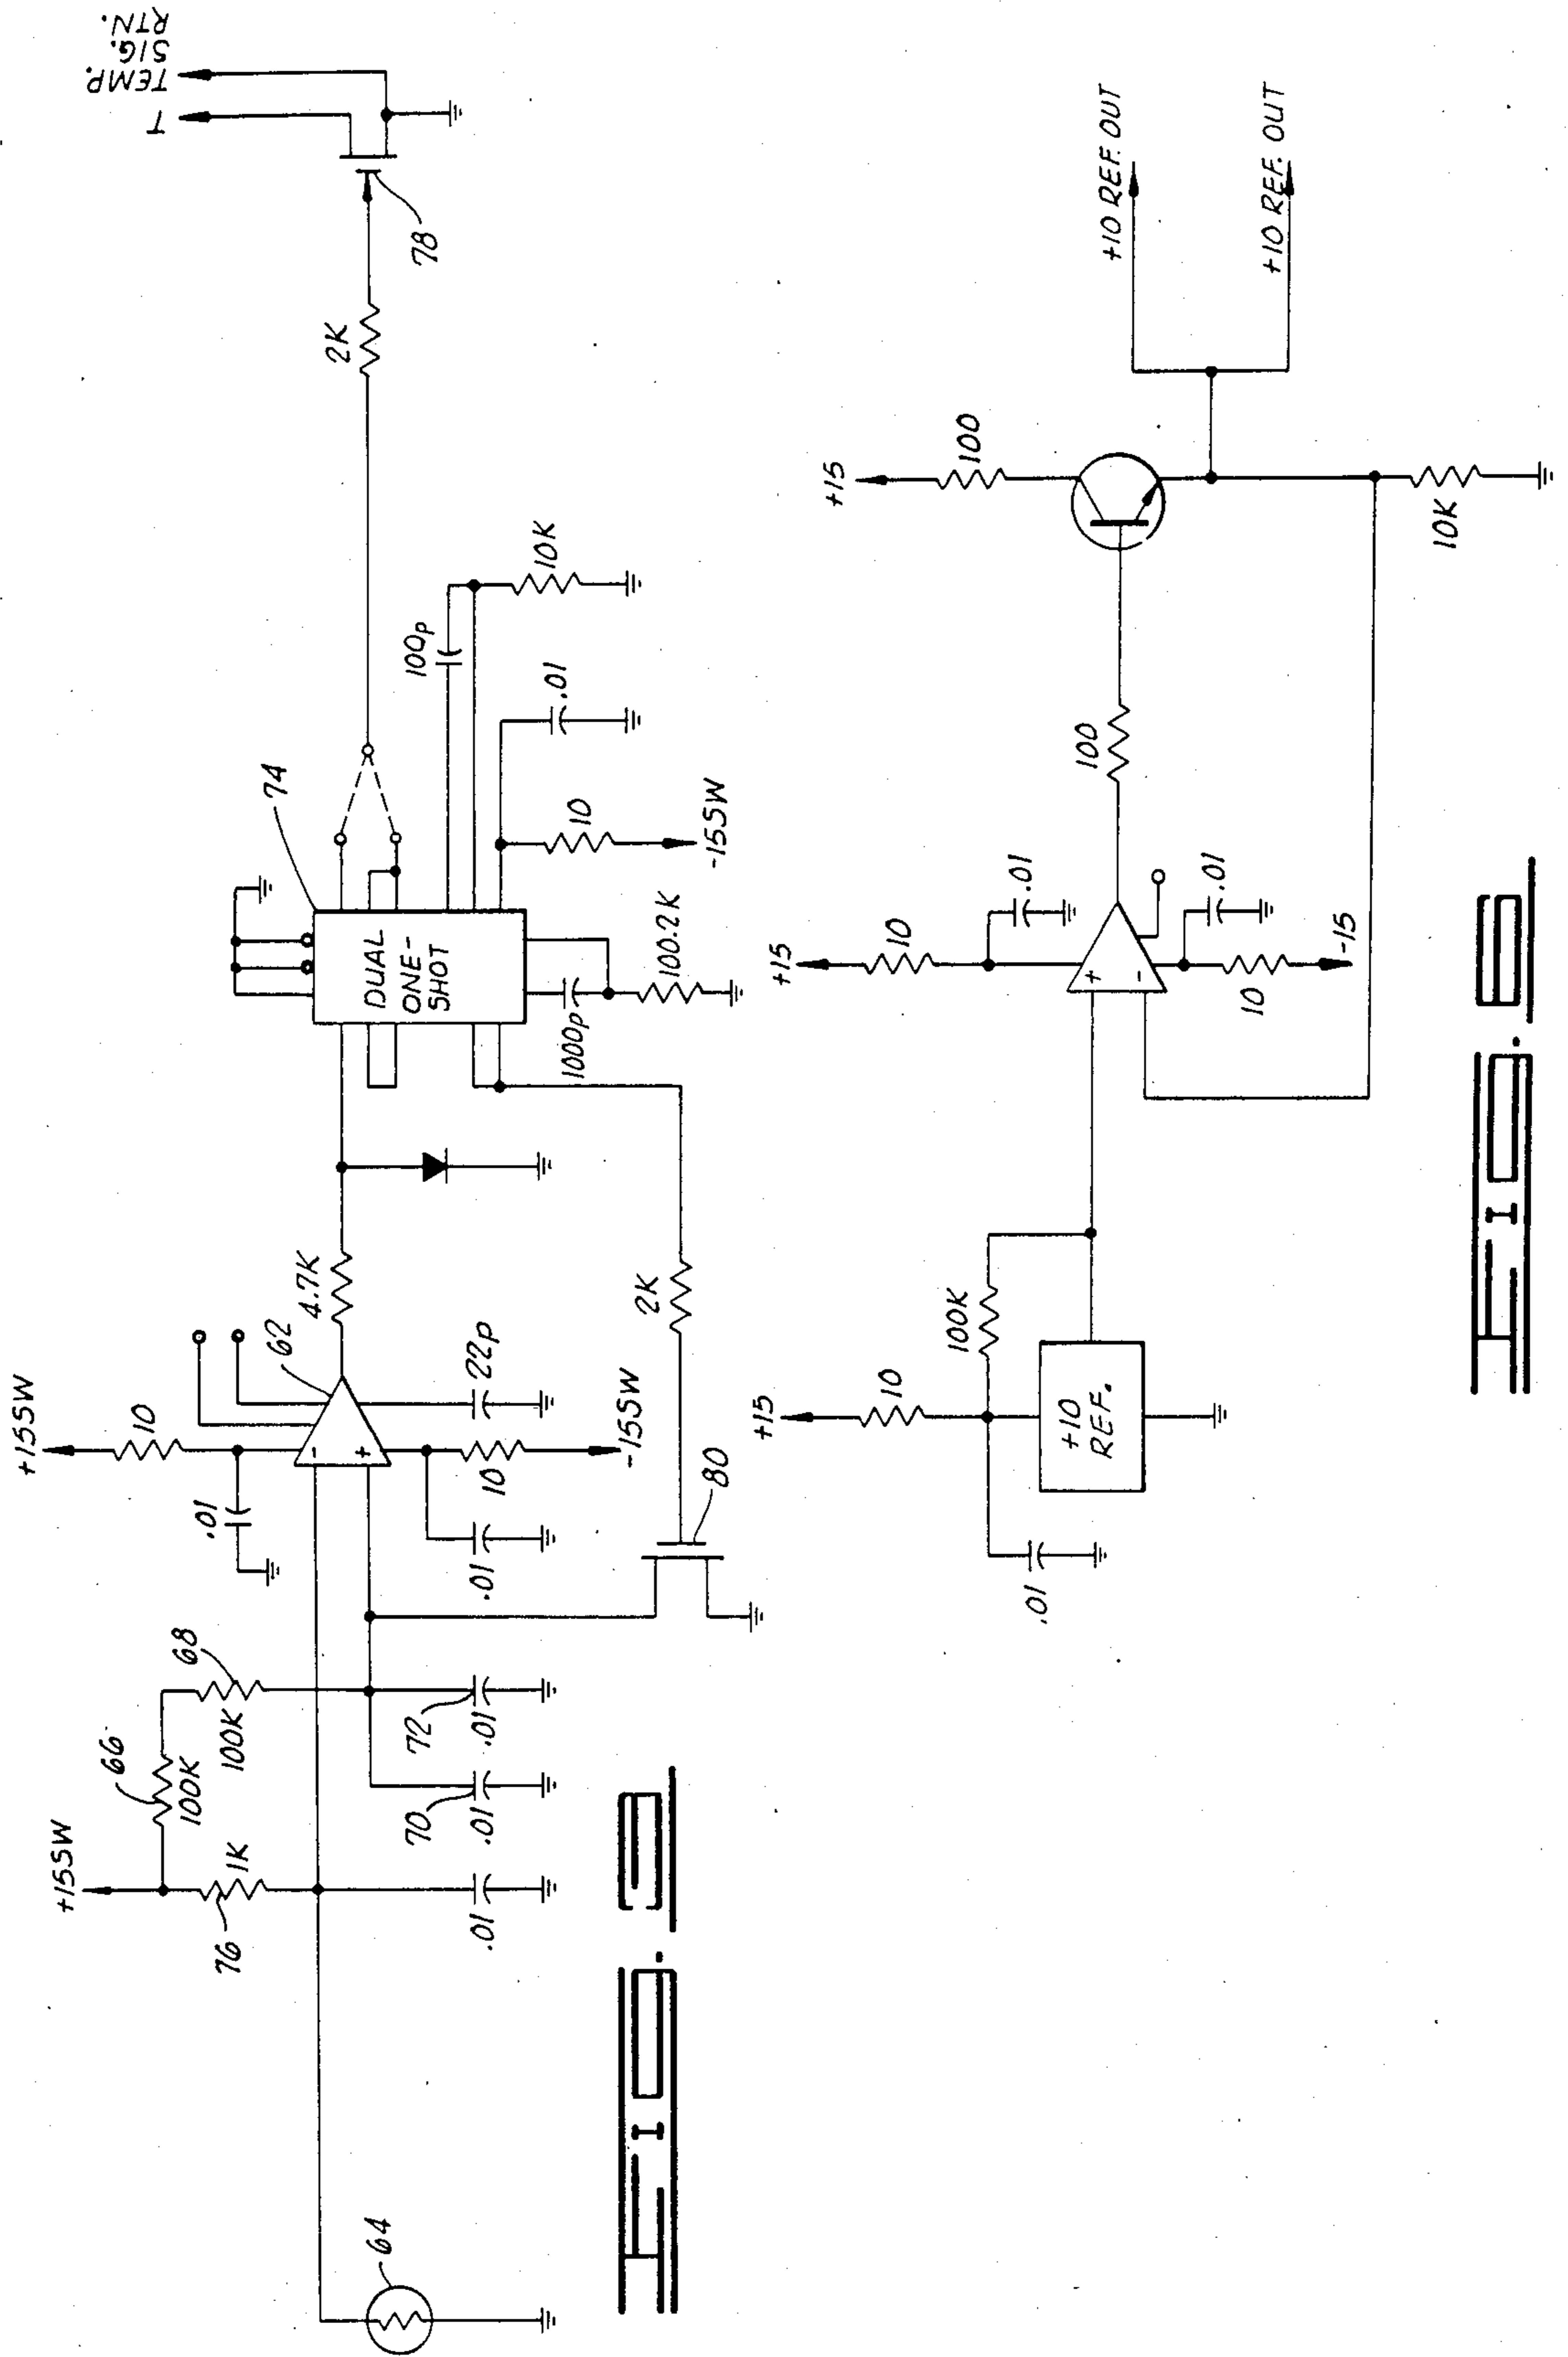 +15SW
66
100K
68
100K
76
1K
64
.01
70
.01
72
.01
+15SW
10
.01
-
+
62
.01
10
-15SW
22p
4.7K
80
2K
74
DUAL
ONE-
SHOT
1000p
100.2K
10
-15SW
.01
100p
10K
2K
78
T
TEMP.
SIG.
RTN.
FIG.
+15
10
.01
100K
+10
REF.
+15
10
.01
+
-
.01
10
-15
100
+15
100
10K
+10 REF. OUT
+10 REF. OUT
FIG.